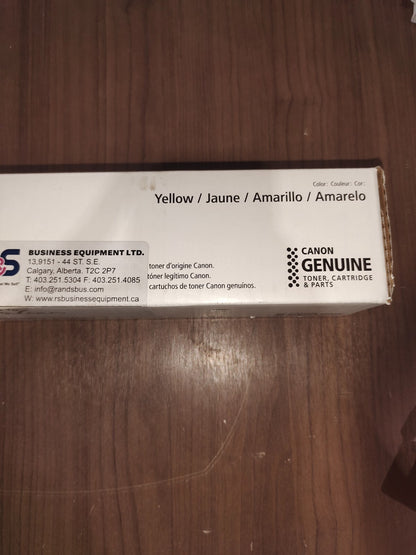 Color: Couleur: Cor:
Yellow / Jaune / Amarillo / Amarelo
&S
BUSINESS EQUIPMENT LTD.
13,9151 - 44 ST. S.E.
Calgary, Alberta. T2C 2P7
T: 403.251.5304 F: 403.251.4085
E: info@randsbus.com
W: www.rsbusinessequipment.ca
We Sell"
toner d'origine Canon.
tóner legítimo Canon.
cartuchos de toner Canon genuínos.
CANON
GENUINE
TONER, CARTRIDGE
& PARTS